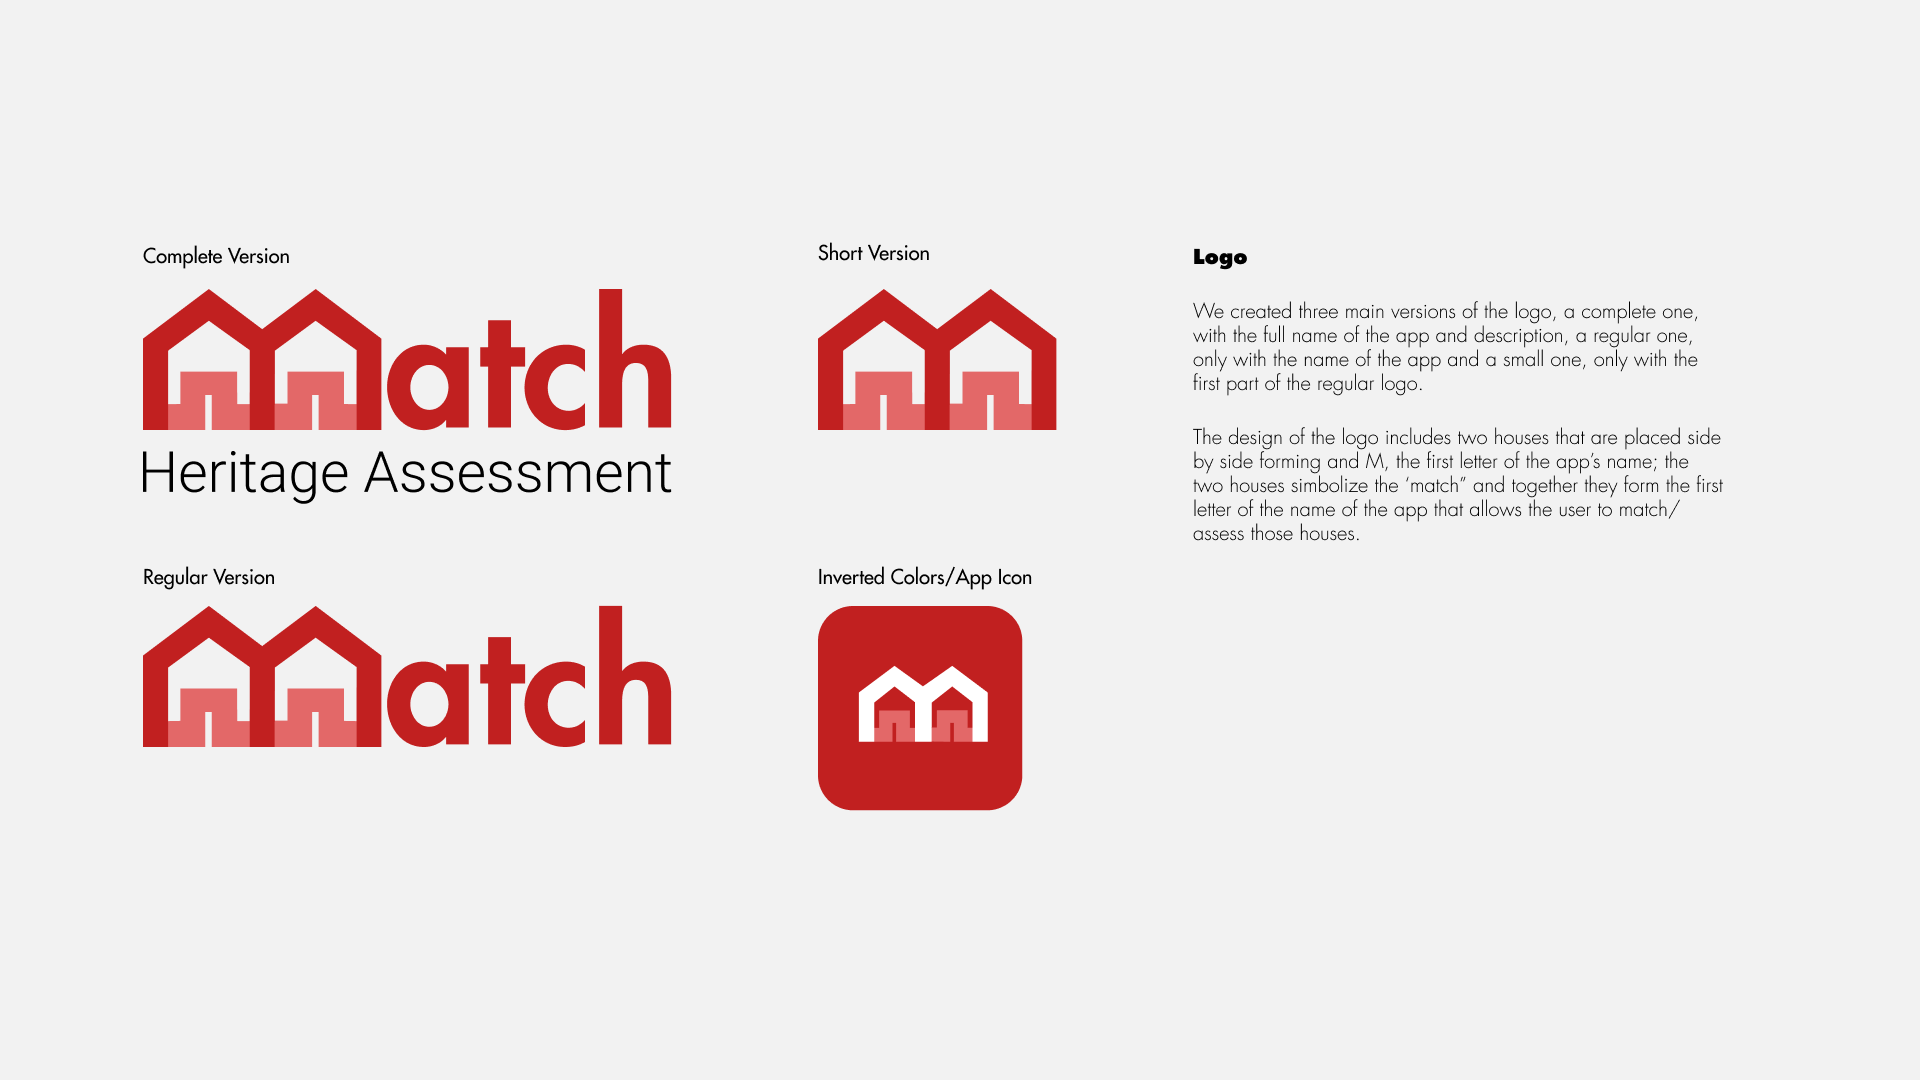 Complete Version
Match
Heritage Assessment
Regular Version
Match
Short Version
M
Inverted Colors/App Icon
M
Logo
We created three main versions of the logo, a complete one,
with the full name of the app and description, a regular one,
only with the name of the app and a small one, only with the
first part of the regular logo.
The design of the logo includes two houses that are placed side
by side forming and M, the first letter of the app’s name; the
two houses simbolize the ‘match” and together they form the first
letter of the name of the app that allows the user to match/
assess those houses.